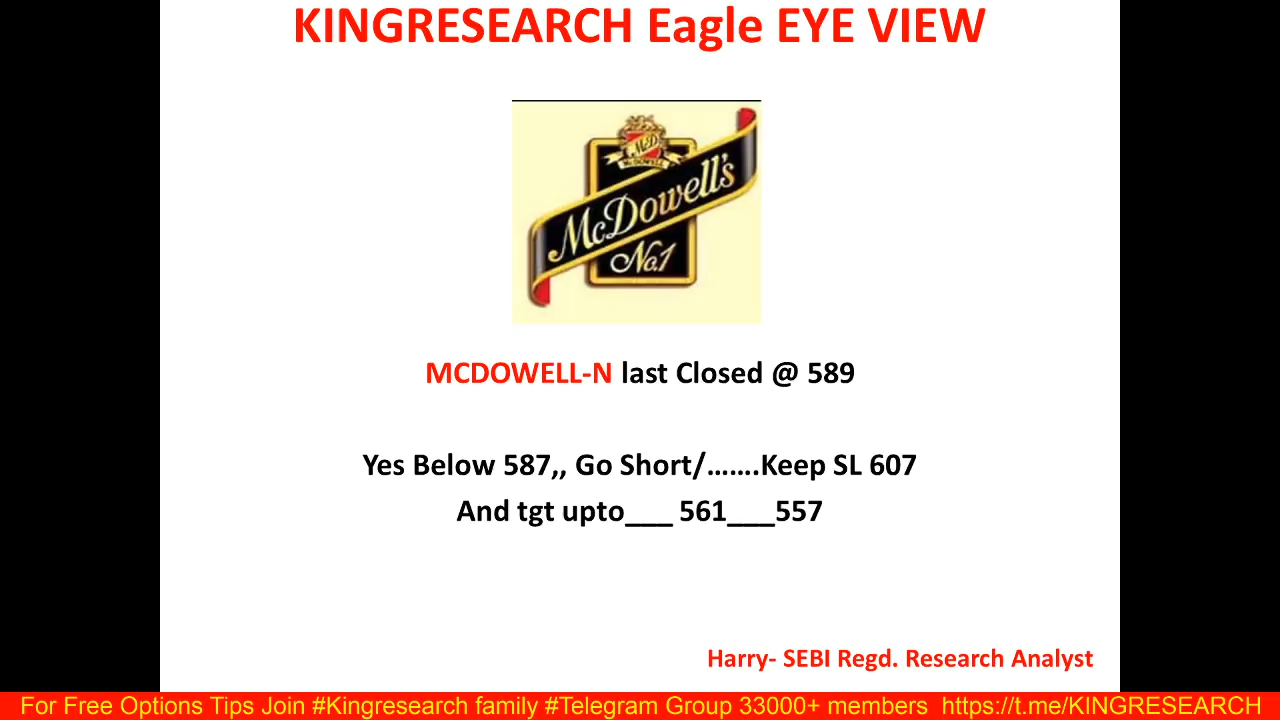 KINGRESEARCH Eagle EYE VIEW
McD
McDOWELL
McDowell's
No.1
MCDOWELL-N last Closed @ 589
Yes Below 587,, Go Short/…….Keep SL 607
And tgt upto___ 561___557
Harry- SEBI Regd. Research Analyst
For Free Options Tips Join #Kingresearch family #Telegram Group 33000+ members https://t.me/KINGRESEARCH